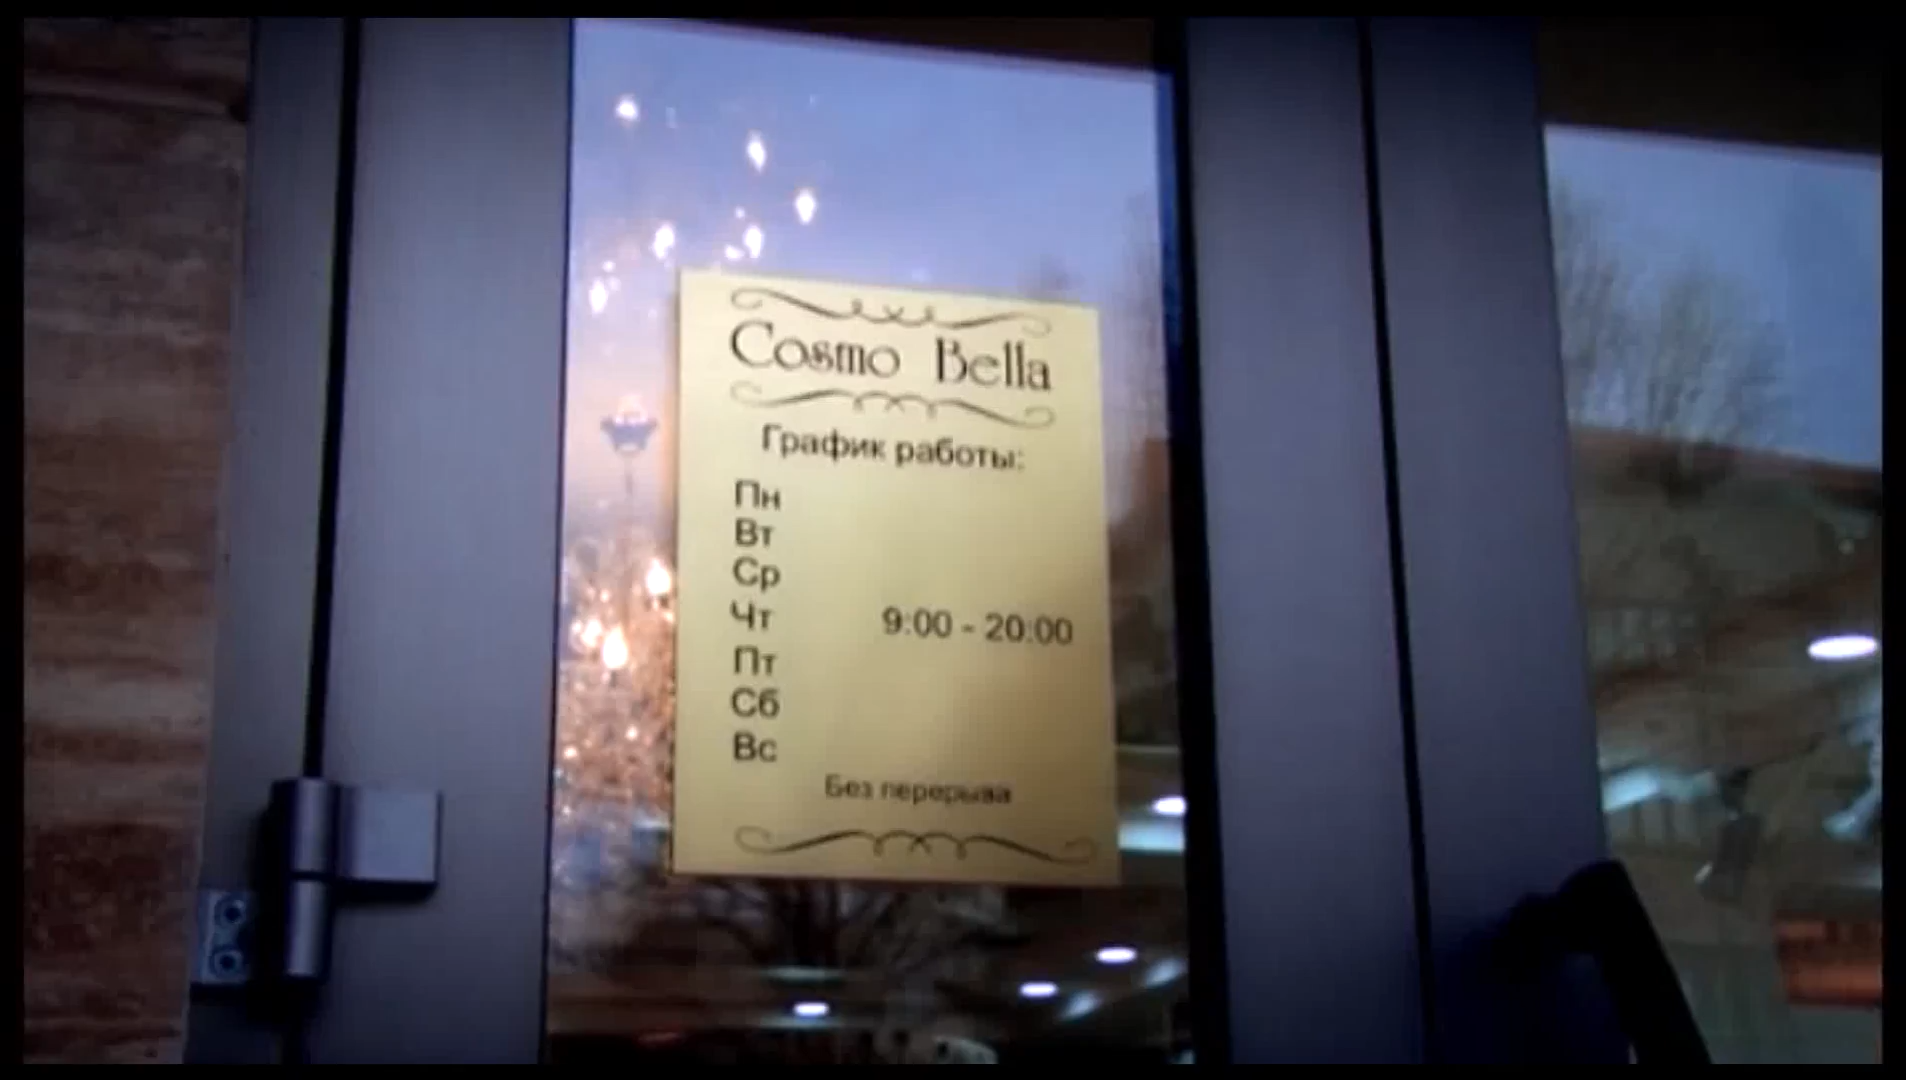 Cosmo Bella
График работы:
Пн
Вт
Ср
Чт 9:00 - 20:00
Пт
Сб
Вс
Без перерыва